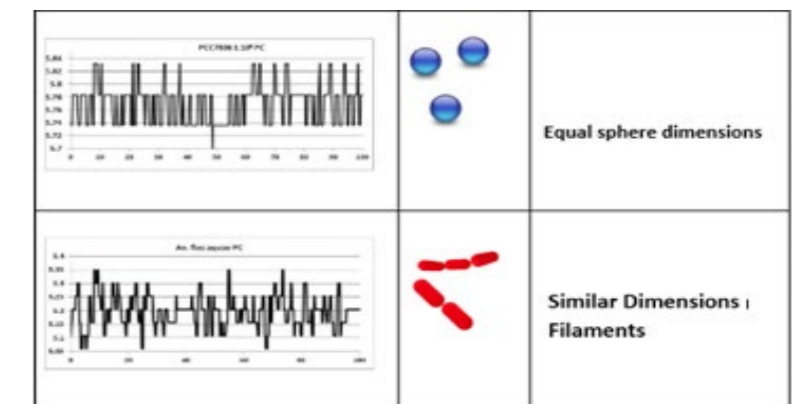 5.84
5.82
5.8
5.78
5.76
5.74
5.72
5.7
0 10 20 30 40 50 60 70 80 90 100
Equal sphere dimensions
An. flos aquae PC
5.4
5.35
5.3
5.25
5.2
5.15
5.1
5.05
0 20 40 60 80 100
Similar Dimensions
Filaments